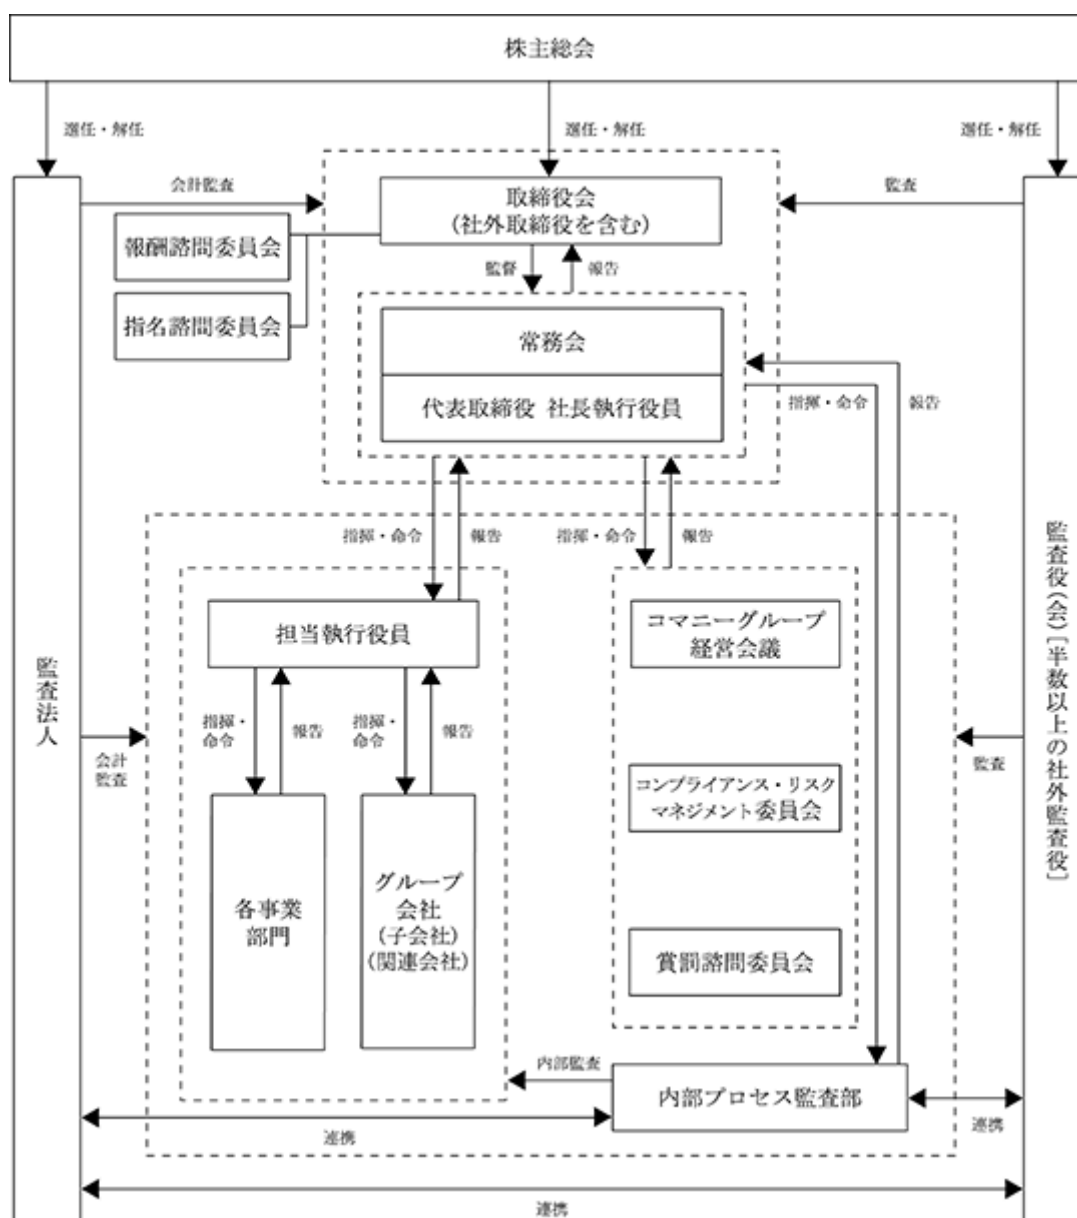 株主総会
選任・解任
選任・解任
選任・解任
会計監査
取締役会
(社外取締役を含む)
監査
報酬諮問委員会
監督
報告
指名諮問委員会
常務会
代表取締役 社長執行役員
指揮・命令
報告
指揮・命令
報告
指揮・命令
報告
担当執行役員
コマニーグループ
経営会議
監査法人
監査役(会)[半数以上の社外監査役]
指揮・
命令
報告
指揮・
命令
報告
会計
監査
監査
コンプライアンス・リスク
マネジメント委員会
各事業
部門
グループ
会社
(子会社)
(関連会社)
賞罰諮問委員会
内部監査
内部プロセス監査部
連携
連携
連携